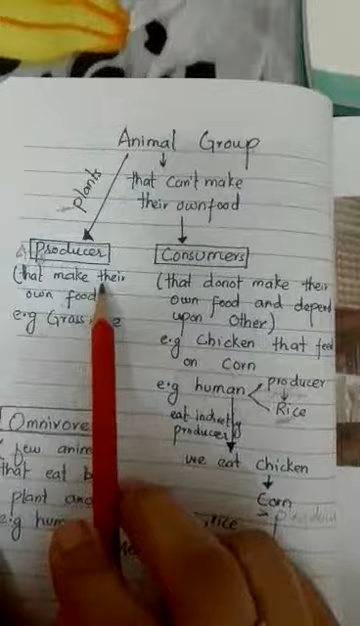 Animal Group
plants
that can't make
their own food
Producer
(that make their
own food
e.g Grass
Consumers
(that donot make their
own food and depend
upon Other)
e.g Chicken that feed
on Corn
e.g human
Producer
Rice
eat indirectly
producer
we eat chicken
Corn
Omnivore
few anim
that eat b
plant and
e.g hum
rice